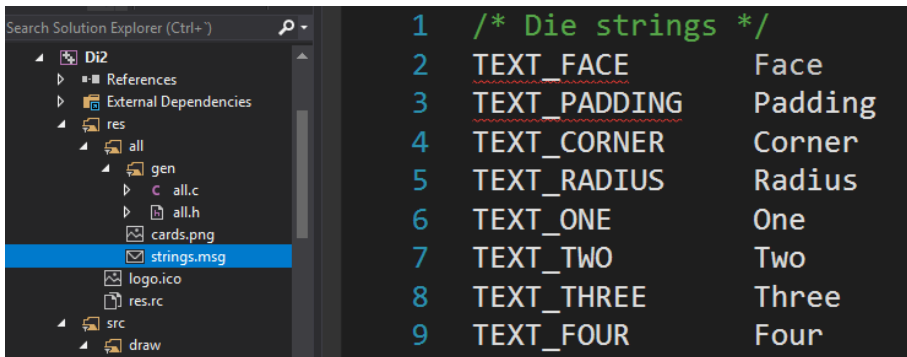 Search Solution Explorer (Ctrl+¨)
Di2
References
External Dependencies
res
all
gen
all.c
all.h
cards.png
strings.msg
logo.ico
res.rc
src
draw
1 /* Die strings */
2 TEXT_FACE Face
3 TEXT_PADDING Padding
4 TEXT_CORNER Corner
5 TEXT_RADIUS Radius
6 TEXT_ONE One
7 TEXT_TWO Two
8 TEXT_THREE Three
9 TEXT_FOUR Four